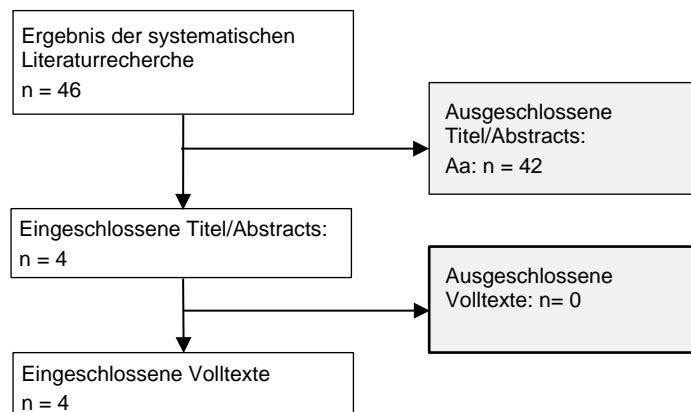 Ergebnis der systematischen
Literaturrecherche
n = 46
Ausgeschlossene
Titel/Abstracts:
Aa: n = 42
Eingeschlossene Titel/Abstracts:
n = 4
Ausgeschlossene
Volltexte: n= 0
Eingeschlossene Volltexte
n = 4